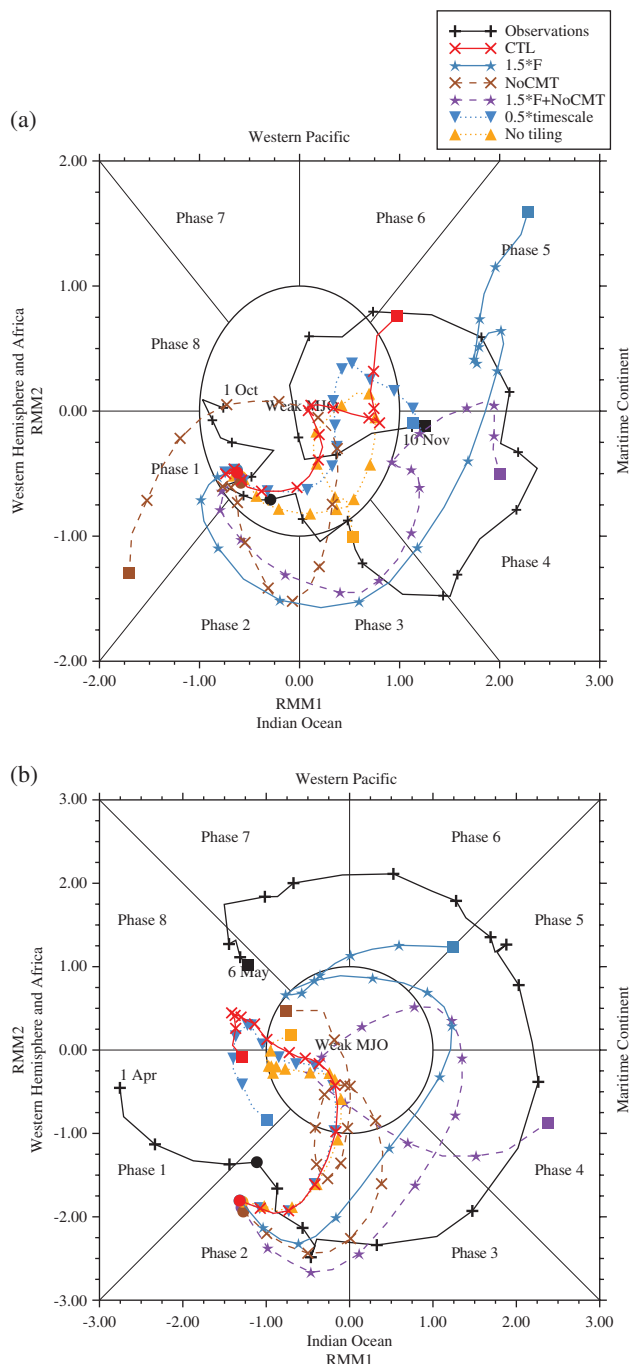 Observations
CTL
1.5*F
NoCMT
1.5*F+NoCMT
0.5*timescale
No tiling
(a)
Western Pacific
2.00
Phase 7
Phase 6
Phase 5
1.00
Phase 8
1 Oct
Weak MJO
0.00
10 Nov
Western Hemisphere and Africa
RMM2
Maritime Continent
Phase 1
-1.00
Phase 4
Phase 2
Phase 3
-2.00
-2.00
-1.00
0.00
1.00
2.00
3.00
RMM1
Indian Ocean
(b)
Western Pacific
3.00
Phase 7
Phase 6
2.00
Phase 8
Phase 5
1.00
6 May
Weak MJO
0.00
RMM2
Western Hemisphere and Africa
Maritime Continent
1 Apr
-1.00
Phase 1
Phase 4
-2.00
Phase 2
Phase 3
-3.00
-3.00
-2.00
-1.00
0.00
1.00
2.00
3.00
Indian Ocean
RMM1